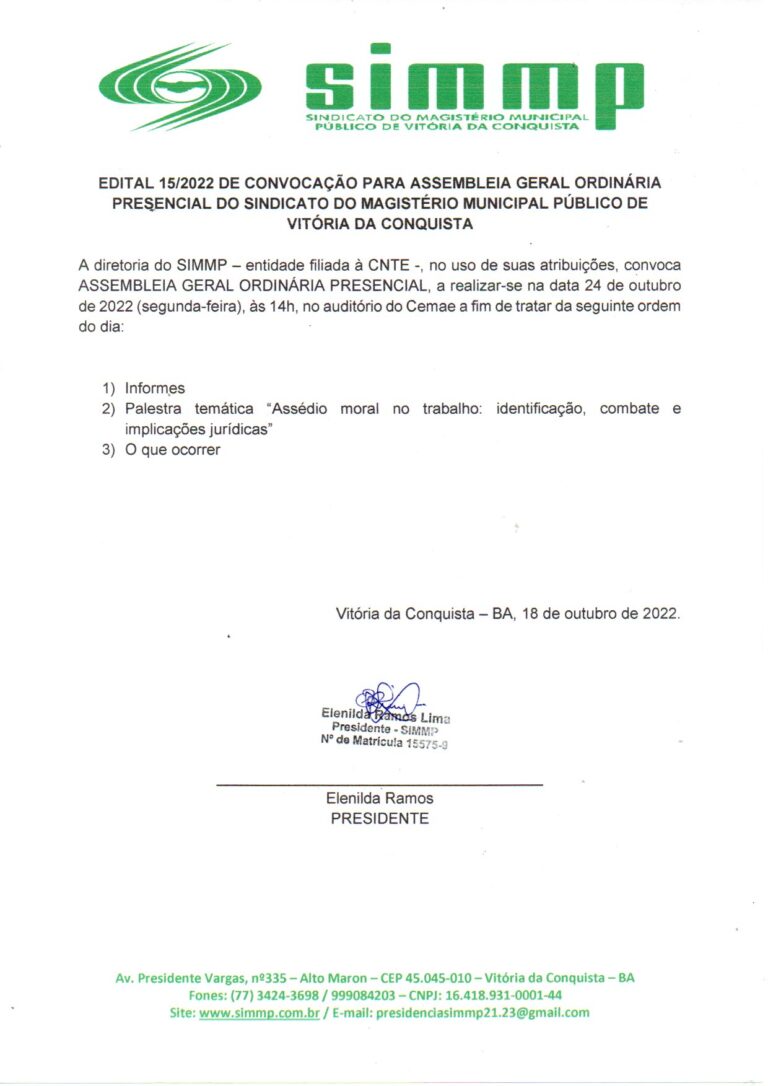 simmp
SINDICATO DO MAGISTÉRIO MUNICIPAL
PÚBLICO DE VITÓRIA DA CONQUISTA
EDITAL 15/2022 DE CONVOCAÇÃO PARA ASSEMBLEIA GERAL ORDINÁRIA
PRESENCIAL DO SINDICATO DO MAGISTÉRIO MUNICIPAL PÚBLICO DE
VITÓRIA DA CONQUISTA
A diretoria do SIMMP – entidade filiada à CNTE -, no uso de suas atribuições, convoca
ASSEMBLEIA GERAL ORDINÁRIA PRESENCIAL, a realizar-se na data 24 de outubro
de 2022 (segunda-feira), às 14h, no auditório do Cemae a fim de tratar da seguinte ordem
do dia:
1) Informes
2) Palestra temática “Assédio moral no trabalho: identificação, combate e
implicações jurídicas”
3) O que ocorrer
Vitória da Conquista – BA, 18 de outubro de 2022.
Elenilda Ramos Lima
Presidente - SIMMP
Nº de Matrícula 15575-9
Elenilda Ramos
PRESIDENTE
Av. Presidente Vargas, nº335 – Alto Maron – CEP 45.045-010 – Vitória da Conquista – BA
Fones: (77) 3424-3698 / 999084203 – CNPJ: 16.418.931-0001-44
Site: www.simmp.com.br / E-mail: presidenciasimmp21.23@gmail.com